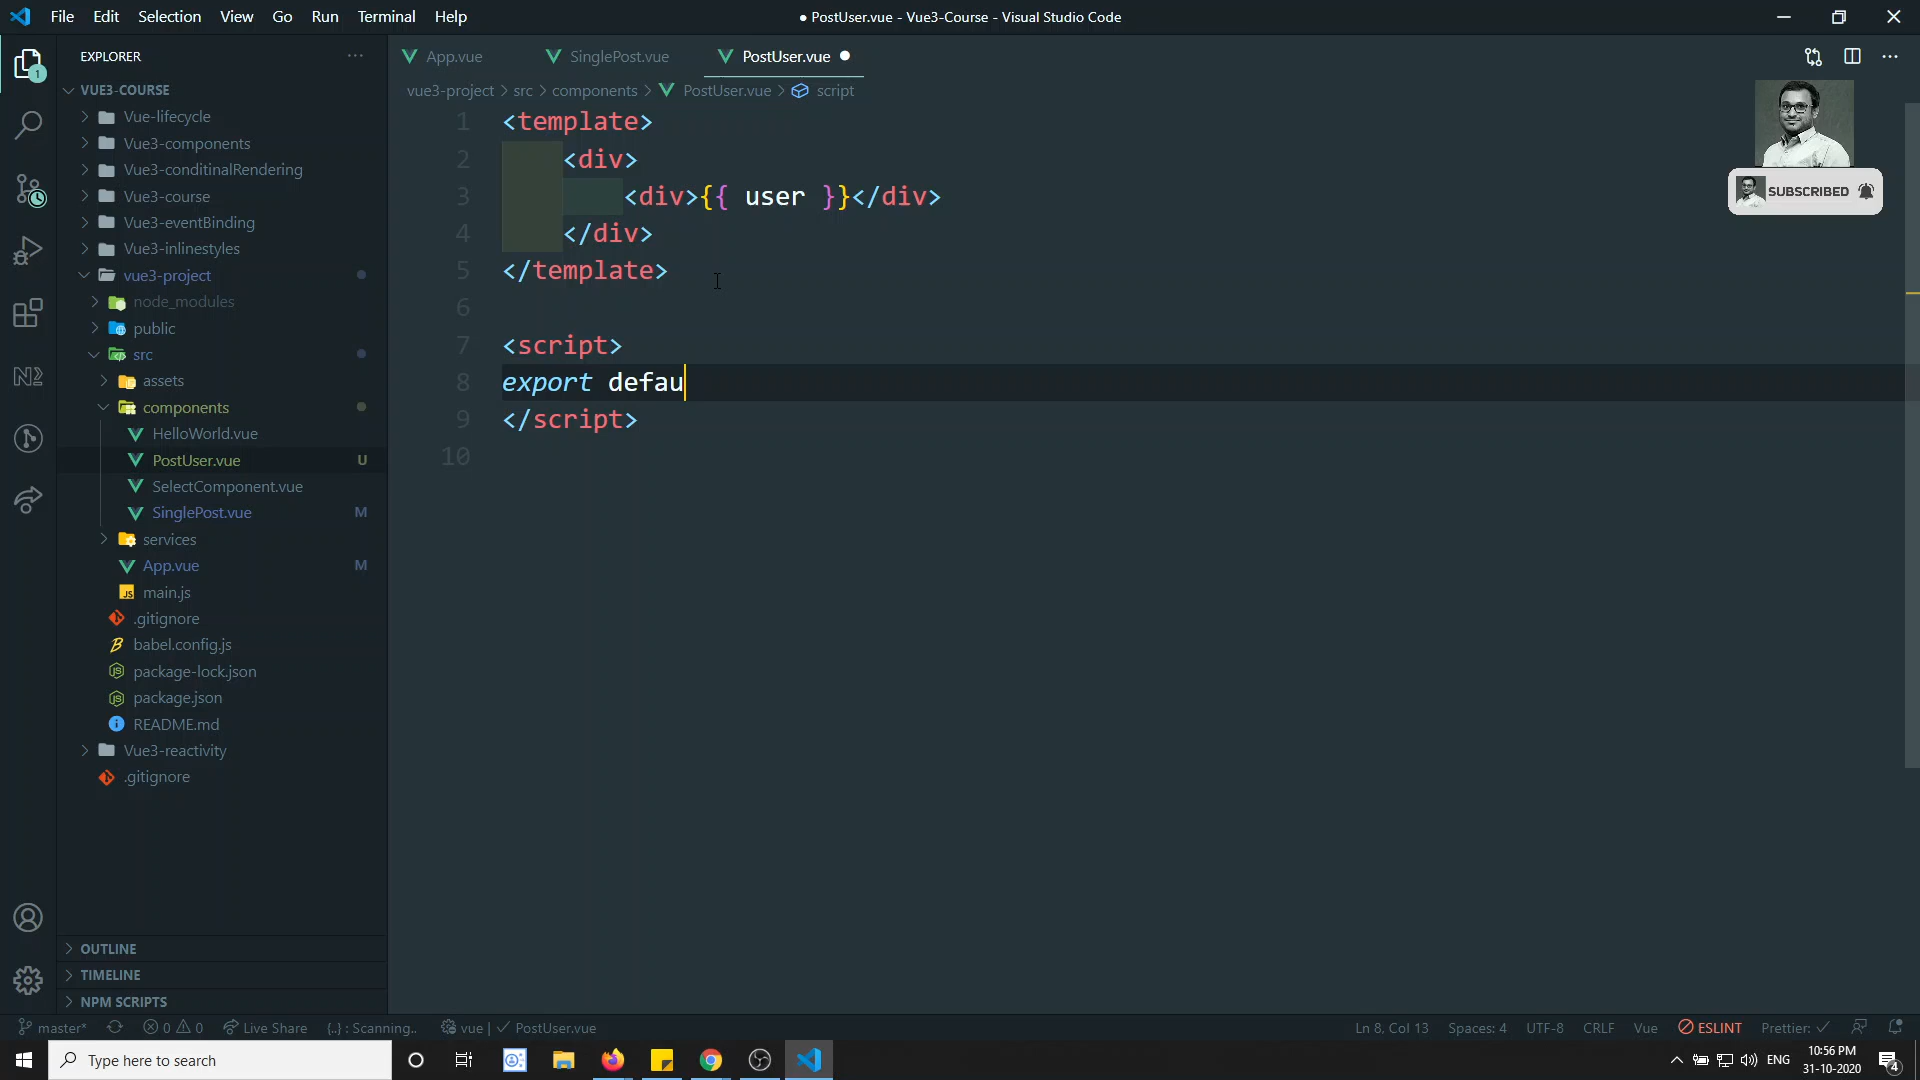 File Edit Selection View Go Run Terminal Help
● PostUser.vue - Vue3-Course - Visual Studio Code
EXPLORER
VUE3-COURSE
Vue-lifecycle
Vue3-components
Vue3-conditinalRendering
Vue3-course
Vue3-eventBinding
Vue3-inlinestyles
vue3-project
node_modules
public
src
assets
components
HelloWorld.vue
PostUser.vue U
SelectComponent.vue
SinglePost.vue M
services
App.vue M
main.js
.gitignore
babel.config.js
package-lock.json
package.json
README.md
Vue3-reactivity
.gitignore
OUTLINE
TIMELINE
NPM SCRIPTS
App.vue SinglePost.vue PostUser.vue
vue3-project > src > components > PostUser.vue > script
1 <template>
2 <div>
3 <div>{{ user }}</div>
4 </div>
5 </template>
6
7 <script>
8 export defau
9 </script>
10
SUBSCRIBED
master* 0 0 Live Share {..} : Scanning.. vue | ✓ PostUser.vue
Ln 8, Col 13 Spaces: 4 UTF-8 CRLF Vue ESLINT Prettier: ✓
Type here to search
ENG
10:56 PM
31-10-2020
4
1